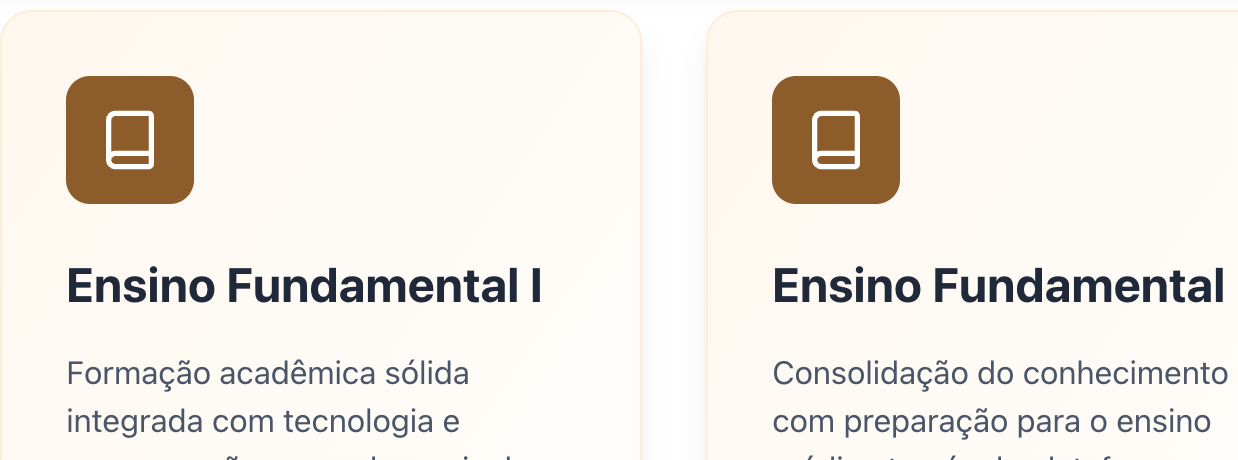 Ensino Fundamental I
Formação acadêmica sólida
integrada com tecnologia e
Ensino Fundamental
Consolidação do conhecimento
com preparação para o ensino